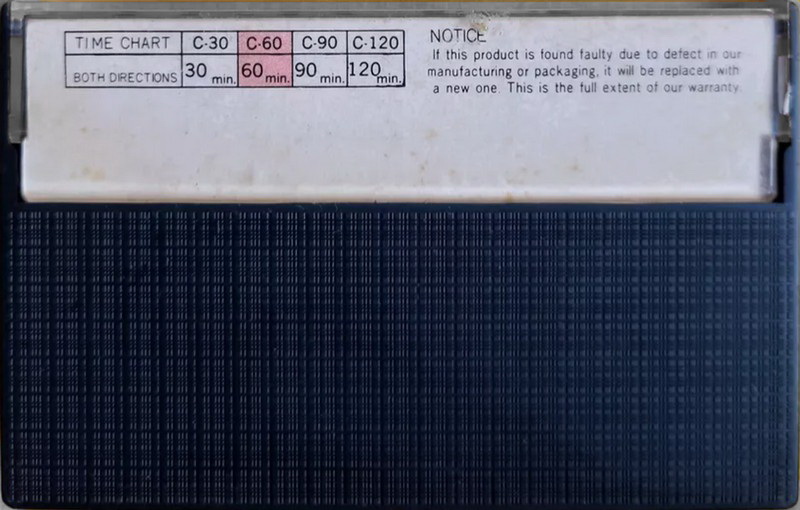 TIME CHART C-30 C-60 C-90 C-120
BOTH DIRECTIONS 30 min. 60 min. 90 min. 120 min.
NOTICE
If this product is found faulty due to defect in our
manufacturing or packaging, it will be replaced with
a new one. This is the full extent of our warranty.